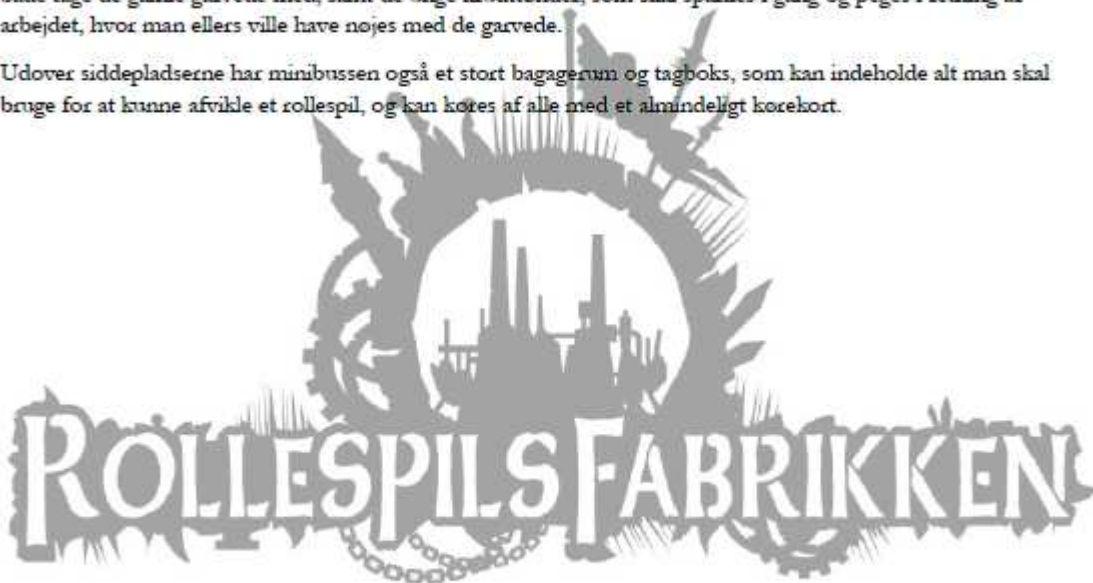 arbejdet, hvor man ellers ville have nøjes med de garvede.
Udover siddepladserne har minibussen også et stort bagagerum og tagboks, som kan indeholde alt man skal
bruge for at kunne afvikle et rollespil, og kan køres af alle med et almindeligt kørekort.
ROLLESPILSFABRIKKEN